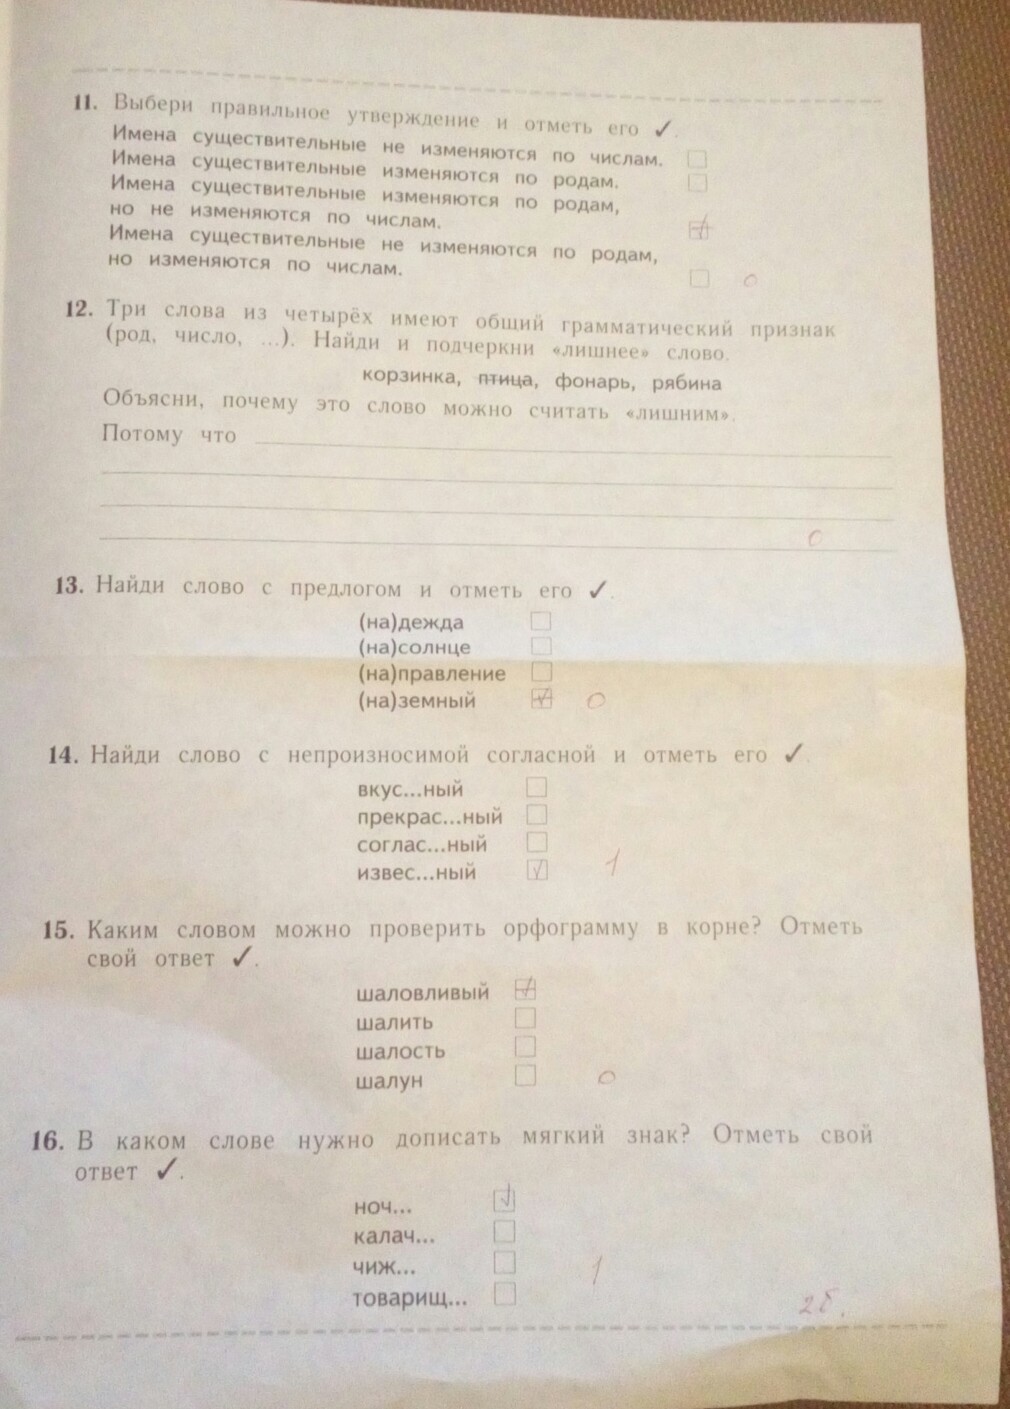 11. Выбери правильное утверждение и отметь его ✓.
Имена существительные не изменяются по числам. ☐
Имена существительные изменяются по родам. ☐
Имена существительные изменяются по родам,
но не изменяются по числам. ☑
Имена существительные не изменяются по родам,
но изменяются по числам. ☐ 0
12. Три слова из четырёх имеют общий грамматический признак
(род, число, ...). Найди и подчеркни «лишнее» слово.
корзинка, птица, фонарь, рябина
Объясни, почему это слово можно считать «лишним».
Потому что
0
13. Найди слово с предлогом и отметь его ✓.
(на)дежда ☐
(на)солнце ☐
(на)правление ☐
(на)земный ☑ 0
14. Найди слово с непроизносимой согласной и отметь его ✓.
вкус...ный ☐
прекрас...ный ☐
соглас...ный ☐
извес...ный ☑ 1
15. Каким словом можно проверить орфограмму в корне? Отметь
свой ответ ✓.
шаловливый ☑
шалить ☐
шалость ☐
шалун ☐ 0
16. В каком слове нужно дописать мягкий знак? Отметь свой
ответ ✓.
ноч... ☑
калач... ☐
чиж... ☐ 1
товарищ... ☐ 2б.